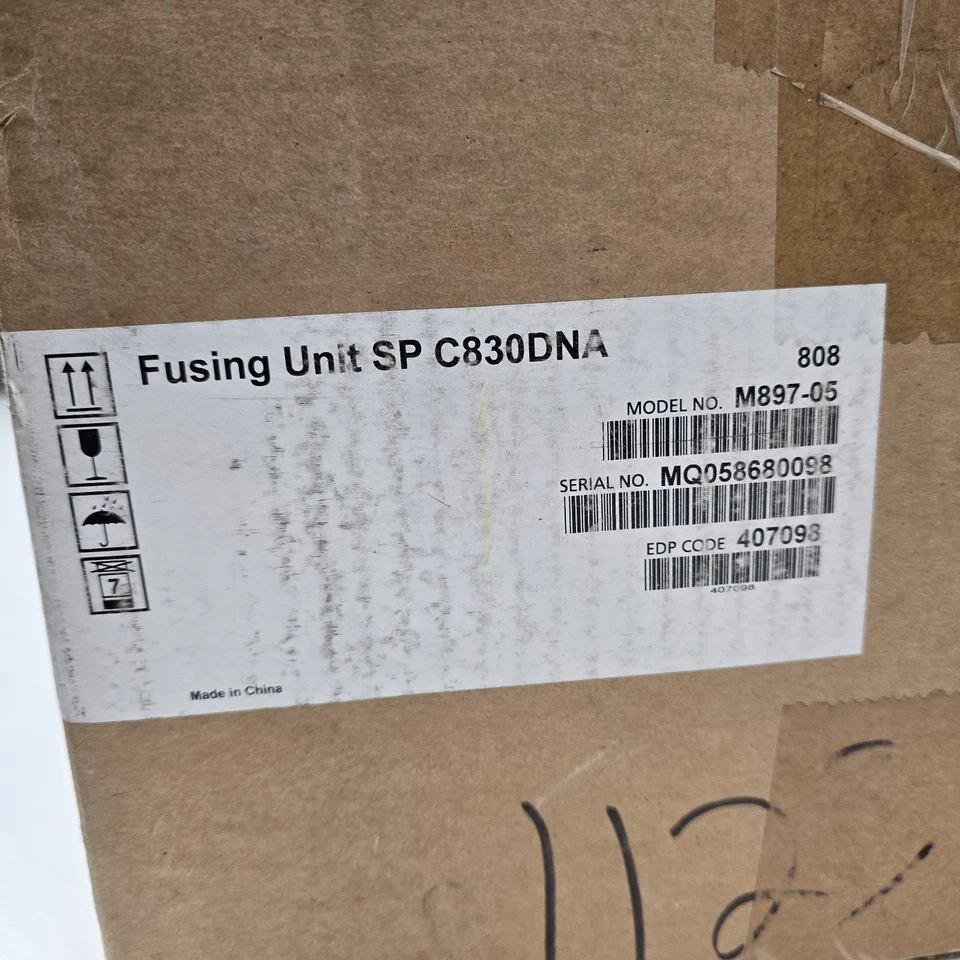 Fusing Unit SP C830DNA
808
MODEL NO. M897-05
SERIAL NO. MQ058680098
EDP CODE 407098
407098
7
Made in China
112